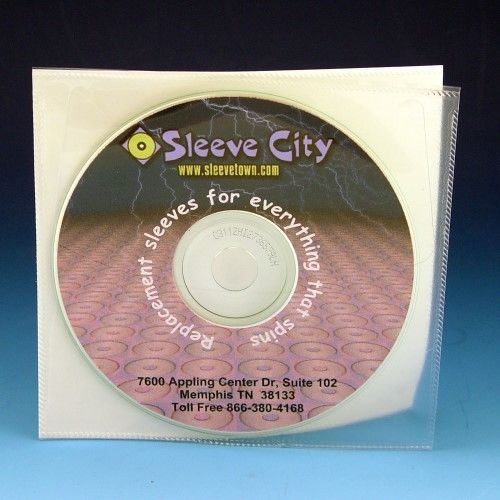 Sleeve City
www.sleevetown.com
Replacement sleeves for everything that spins
7600 Appling Center Dr, Suite 102
Memphis TN 38133
Toll Free 866-380-4168